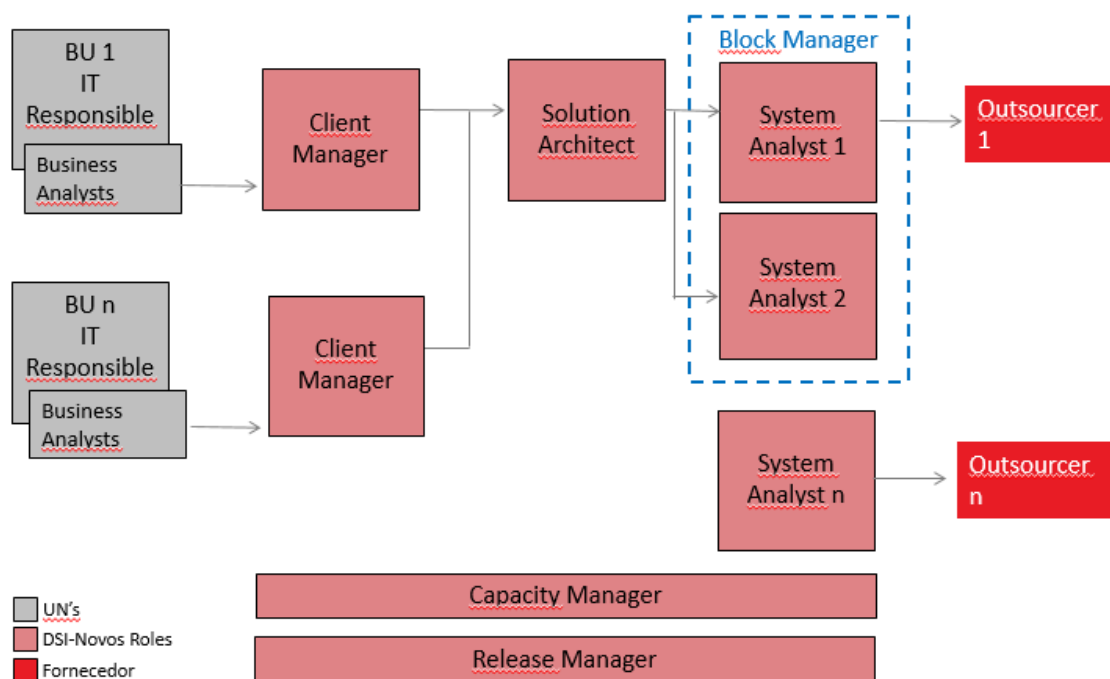 BU 1
IT
Responsible
Business
Analysts
Client
Manager
Solution
Architect
Block Manager
System
Analyst 1
Outsourcer
1
System
Analyst 2
BU n
IT
Responsible
Business
Analysts
Client
Manager
System
Analyst n
Outsourcer
n
Capacity Manager
Release Manager
UN's
DSI-Novos Roles
Fornecedor